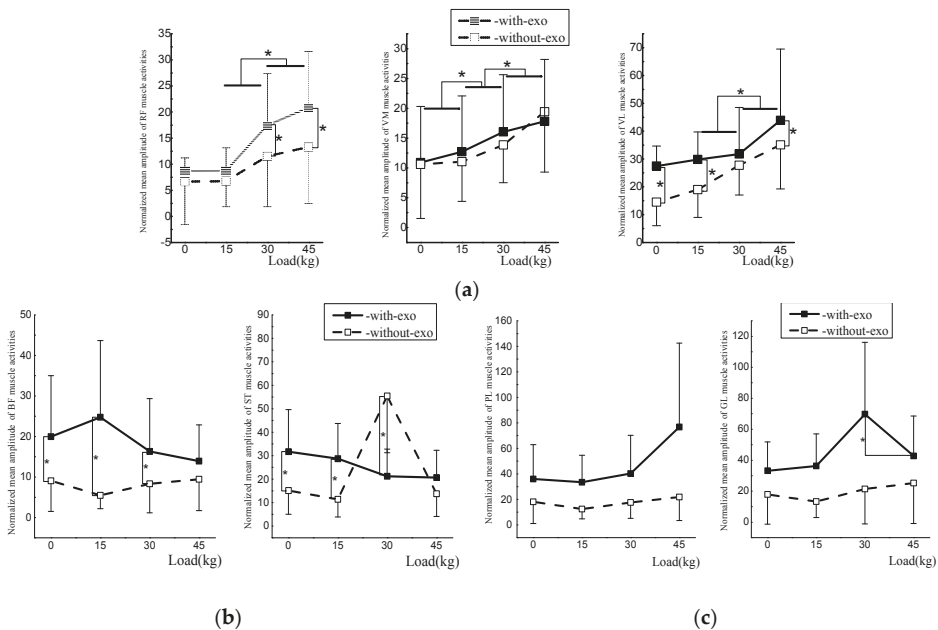 -with-exo
-without-exo
Normalized mean amplitude of RF muscle activities
35
30
25
20
15
10
5
0
-5
*
*
*
0 15 30 45
Load(kg)
Normalized mean amplitude of VM muscle activities
30
25
20
15
10
5
0
-with-exo
-without-exo
*
*
0 15 30 45
Load(kg)
Normalized mean amplitude of VL muscle activities
70
60
50
40
30
20
10
0
*
*
*
*
0 15 30 45
Load(kg)
(a)
Normalized mean amplitude of BF muscle activities
50
40
30
20
10
0
*
*
*
0 15 30 45
Load(kg)
Normalized mean amplitude of ST muscle activities
90
80
70
60
50
40
30
20
10
0
-with-exo
-without-exo
*
*
*
0 15 30 45
Load(kg)
(b)
Normalized mean amplitude of PL muscle activities
160
140
120
100
80
60
40
20
0
0 15 30 45
Load(kg)
Normalized mean amplitude of GL muscle activities
120
100
80
60
40
20
0
-with-exo
-without-exo
*
0 15 30 45
Load(kg)
(c)